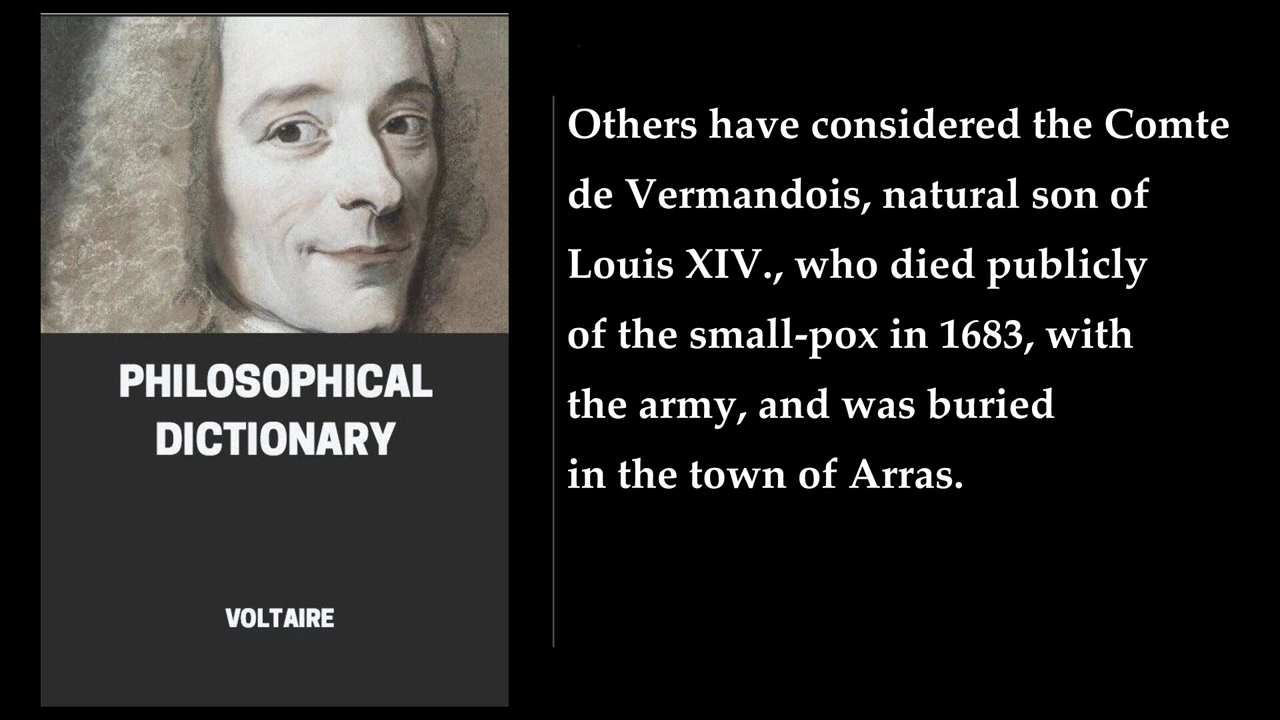 PHILOSOPHICAL
DICTIONARY
VOLTAIRE
Others have considered the Comte
de Vermandois, natural son of
Louis XIV., who died publicly
of the small-pox in 1683, with
the army, and was buried
in the town of Arras.